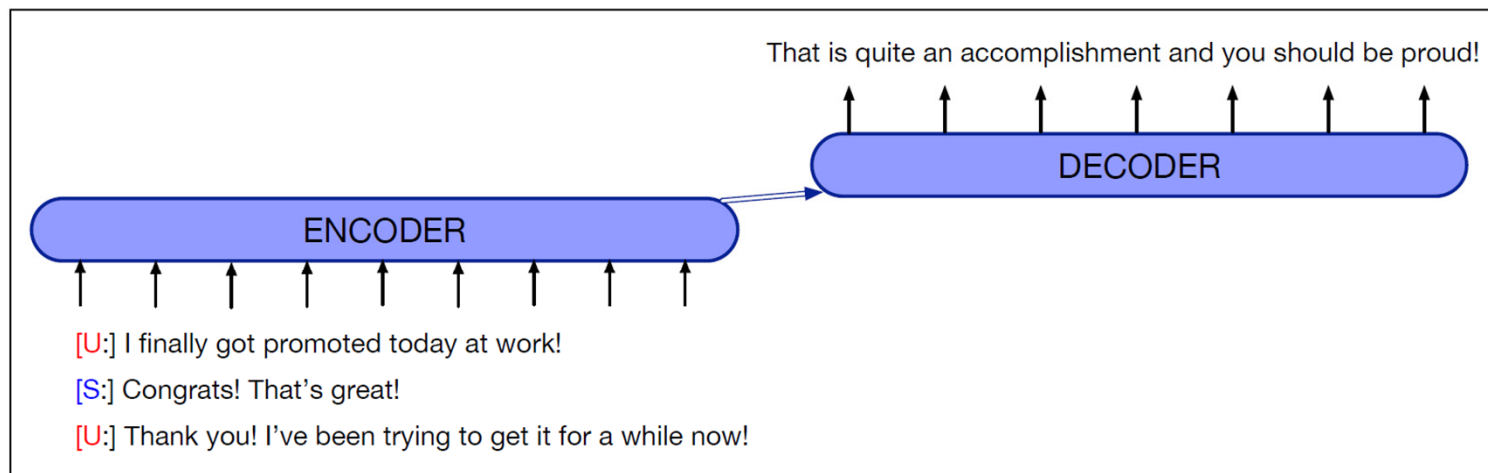 That is quite an accomplishment and you should be proud!
DECODER
ENCODER
[U:] I finally got promoted today at work!
[S:] Congrats! That's great!
[U:] Thank you! I've been trying to get it for a while now!